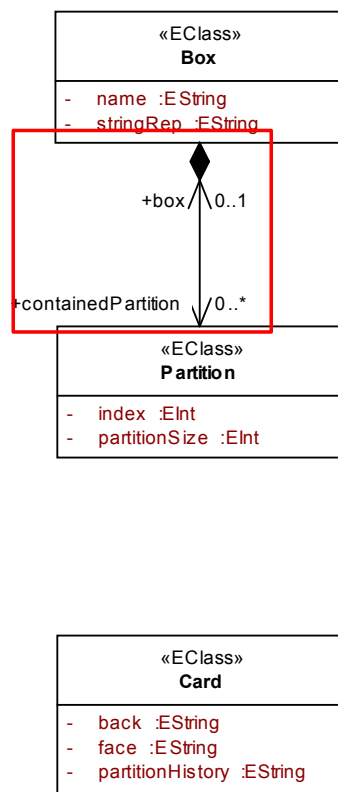 «EClass»
Box
- name :EString
- stringRep :EString
+box 0..1
+containedPartition 0..*
«EClass»
Partition
- index :EInt
- partitionSize :EInt
«EClass»
Card
- back :EString
- face :EString
- partitionHistory :EString